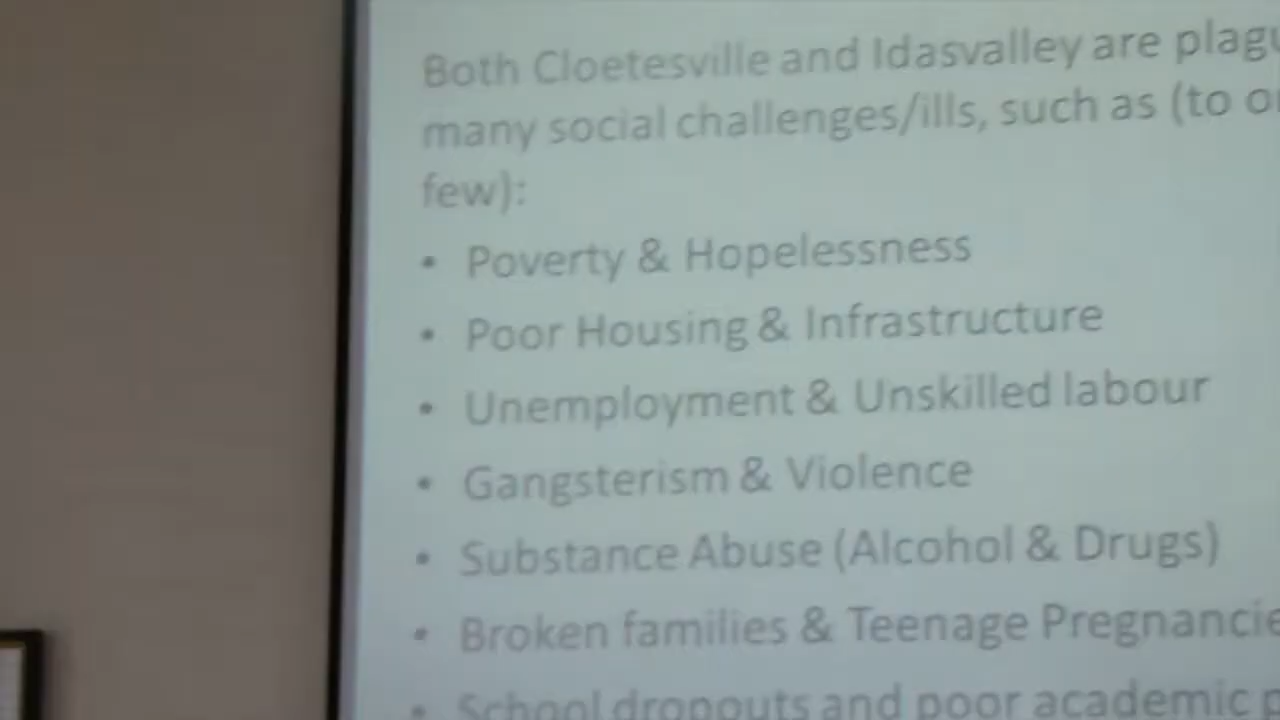 Both Cloetesville and Idasvalley are
many social challenges/ills, such as (to
few):
• Poverty & Hopelessness
• Poor Housing & Infrastructure
• Unemployment & Unskilled labour
• Gangsterism & Violence
• Substance Abuse (Alcohol & Drugs)
• Broken families & Teenage Pregnancie
• School dropouts and poor academic